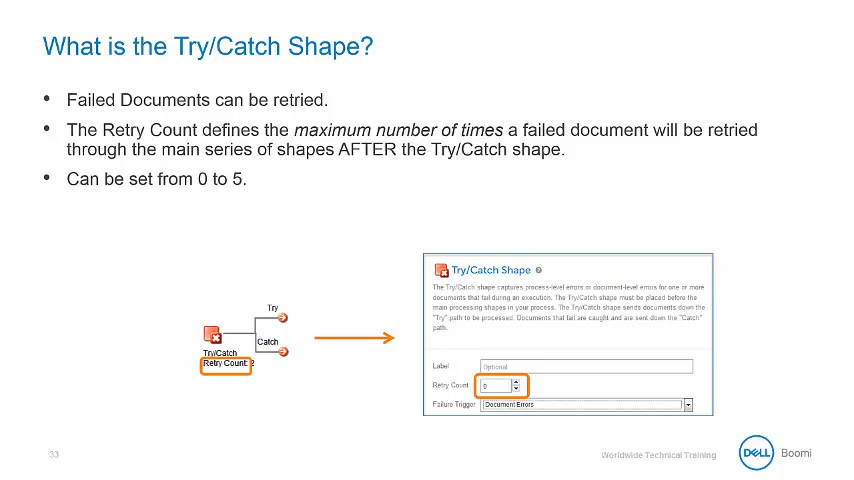 What is the Try/Catch Shape?
• Failed Documents can be retried.
• The Retry Count defines the maximum number of times a failed document will be retried
through the main series of shapes AFTER the Try/Catch shape.
• Can be set from 0 to 5.
Try
Catch
Try/Catch
Retry Count: 2
Try/Catch Shape
The Try/Catch shape captures process-level errors or document-level errors for one or more
documents that fail during an execution. The Try/Catch shape must be placed before the
main processing shapes in your process. The Try/Catch shape sends documents down the
"Try" path to be processed. Documents that fail are caught and are sent down the "Catch"
path.
Label Optional
Retry Count 0
Failure Trigger Document Errors
33
Worldwide Technical Training
DELL Boomi